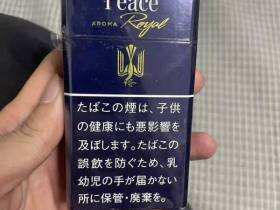 Peace
AROMA Royal
たばこの煙は、子供
の健康にも悪影響を
及ぼします。たばこの
誤飲を防ぐため、乳
幼児の手が届かない
所に保管・廃棄を。